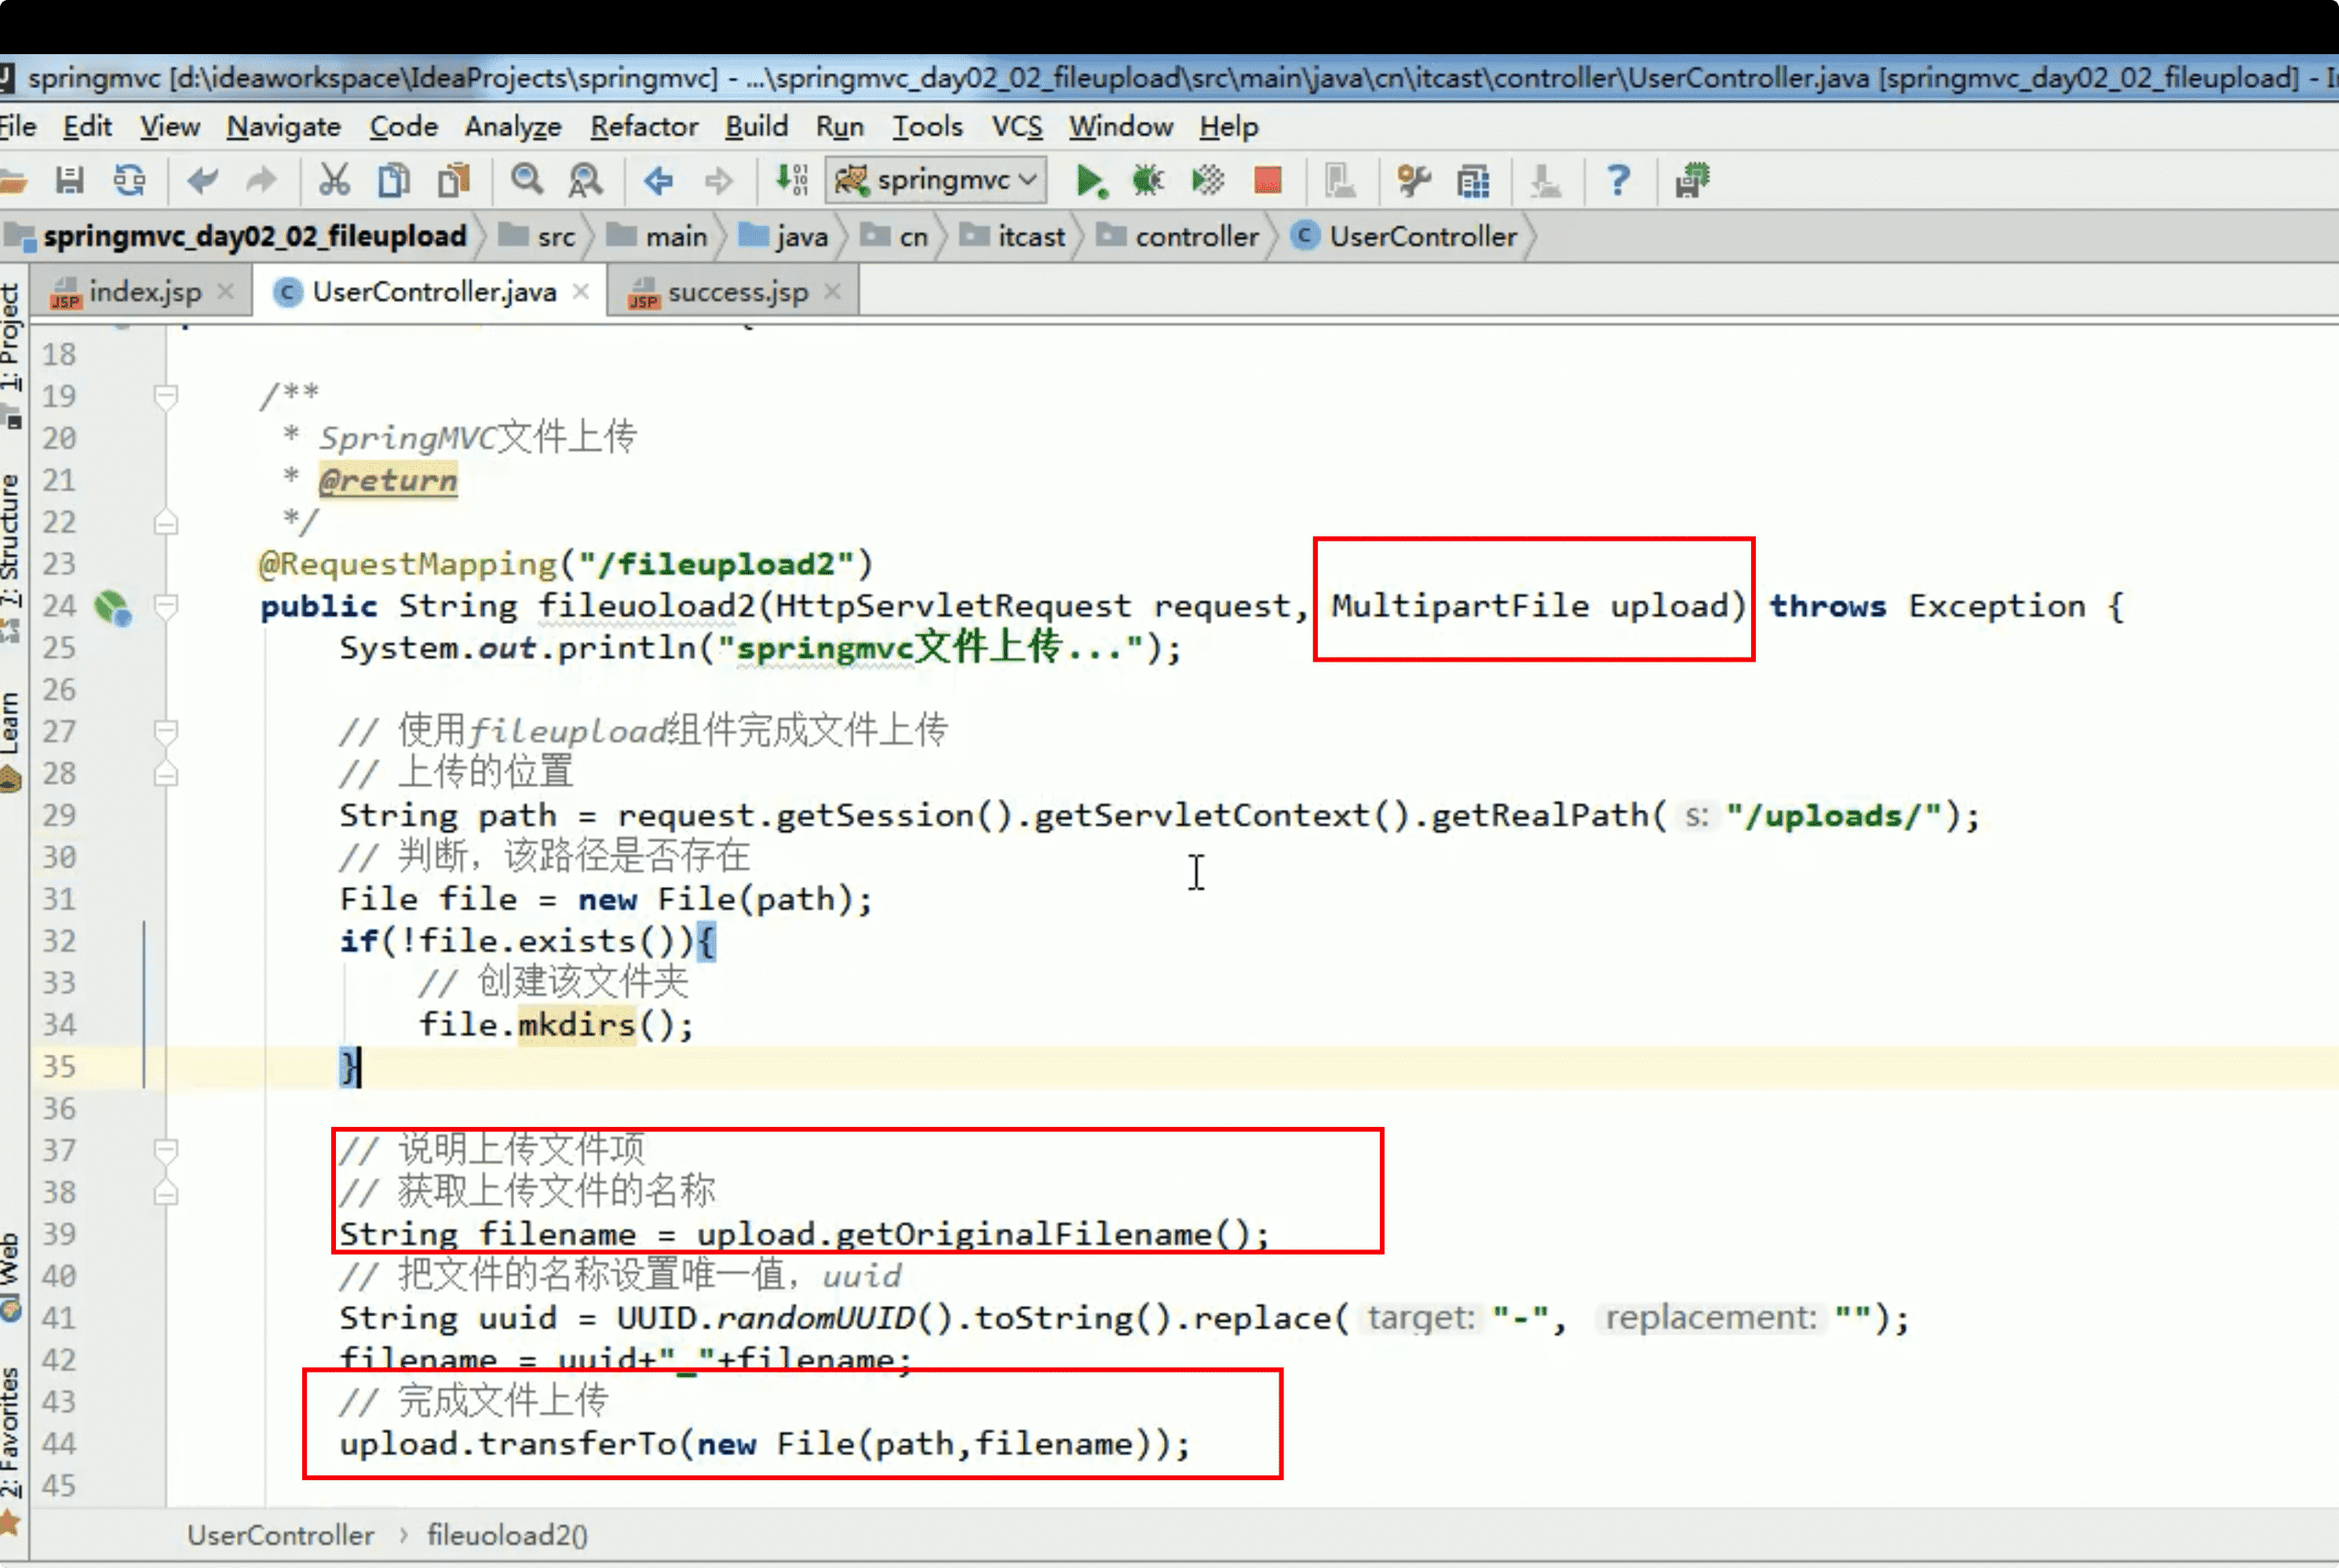 springmvc [d:\ideaworkspace\IdeaProjects\springmvc] - ...\springmvc_day02_02_fileupload\src\main\java\cn\itcast\controller\UserController.java [springmvc_day02_02_fileupload] -
File Edit View Navigate Code Analyze Refactor Build Run Tools VCS Window Help
springmvc
springmvc_day02_02_fileupload src main java cn itcast controller UserController
index.jsp UserController.java success.jsp
1: Project
7: Structure
Learn
Web
2: Favorites
18
19 /**
20 * SpringMVC文件上传
21 * @return
22 */
23 @RequestMapping("/fileupload2")
24 public String fileuoload2(HttpServletRequest request, MultipartFile upload) throws Exception {
25 System.out.println("springmvc文件上传...");
26
27 // 使用fileupload组件完成文件上传
28 // 上传的位置
29 String path = request.getSession().getServletContext().getRealPath( s: "/uploads/");
30 // 判断，该路径是否存在
31 File file = new File(path);
32 if(!file.exists()){
33 // 创建该文件夹
34 file.mkdirs();
35 }
36
37 // 说明上传文件项
38 // 获取上传文件的名称
39 String filename = upload.getOriginalFilename();
40 // 把文件的名称设置唯一值，uuid
41 String uuid = UUID.randomUUID().toString().replace( target: "-", replacement: "");
42 filename = uuid+"_"+filename;
43 // 完成文件上传
44 upload.transferTo(new File(path,filename));
45
UserController › fileuoload2()